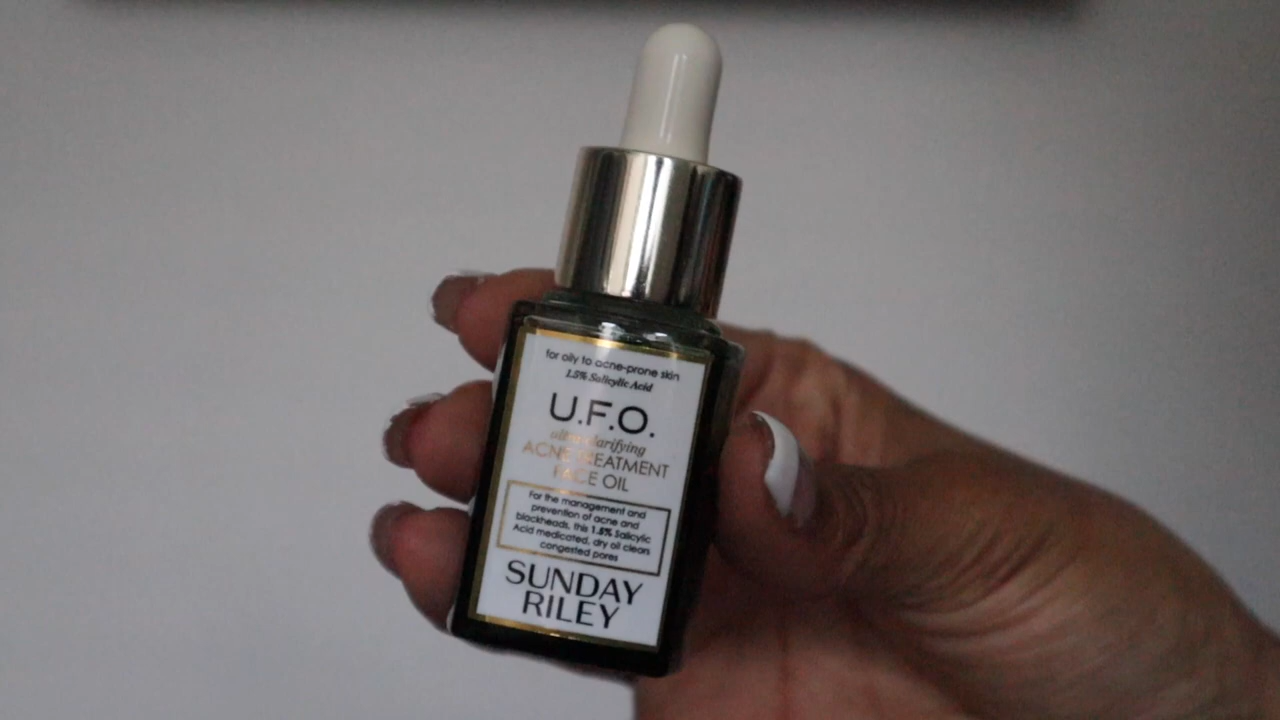 for oily to acne-prone skin
1.5% Salicylic Acid
U.F.O.
ultra-clarifying
ACNE TREATMENT
FACE OIL
For the management and
prevention of acne and
blackheads, this 1.5% Salicylic
Acid medicated, dry oil clears
congested pores
SUNDAY
RILEY